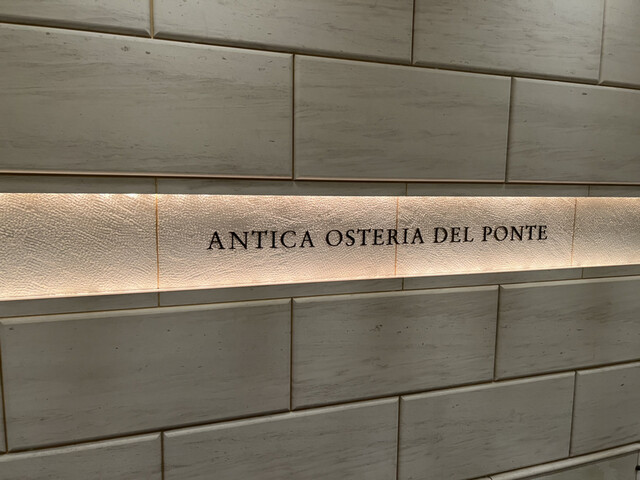 ANTICA OSTERIA DEL PONTE